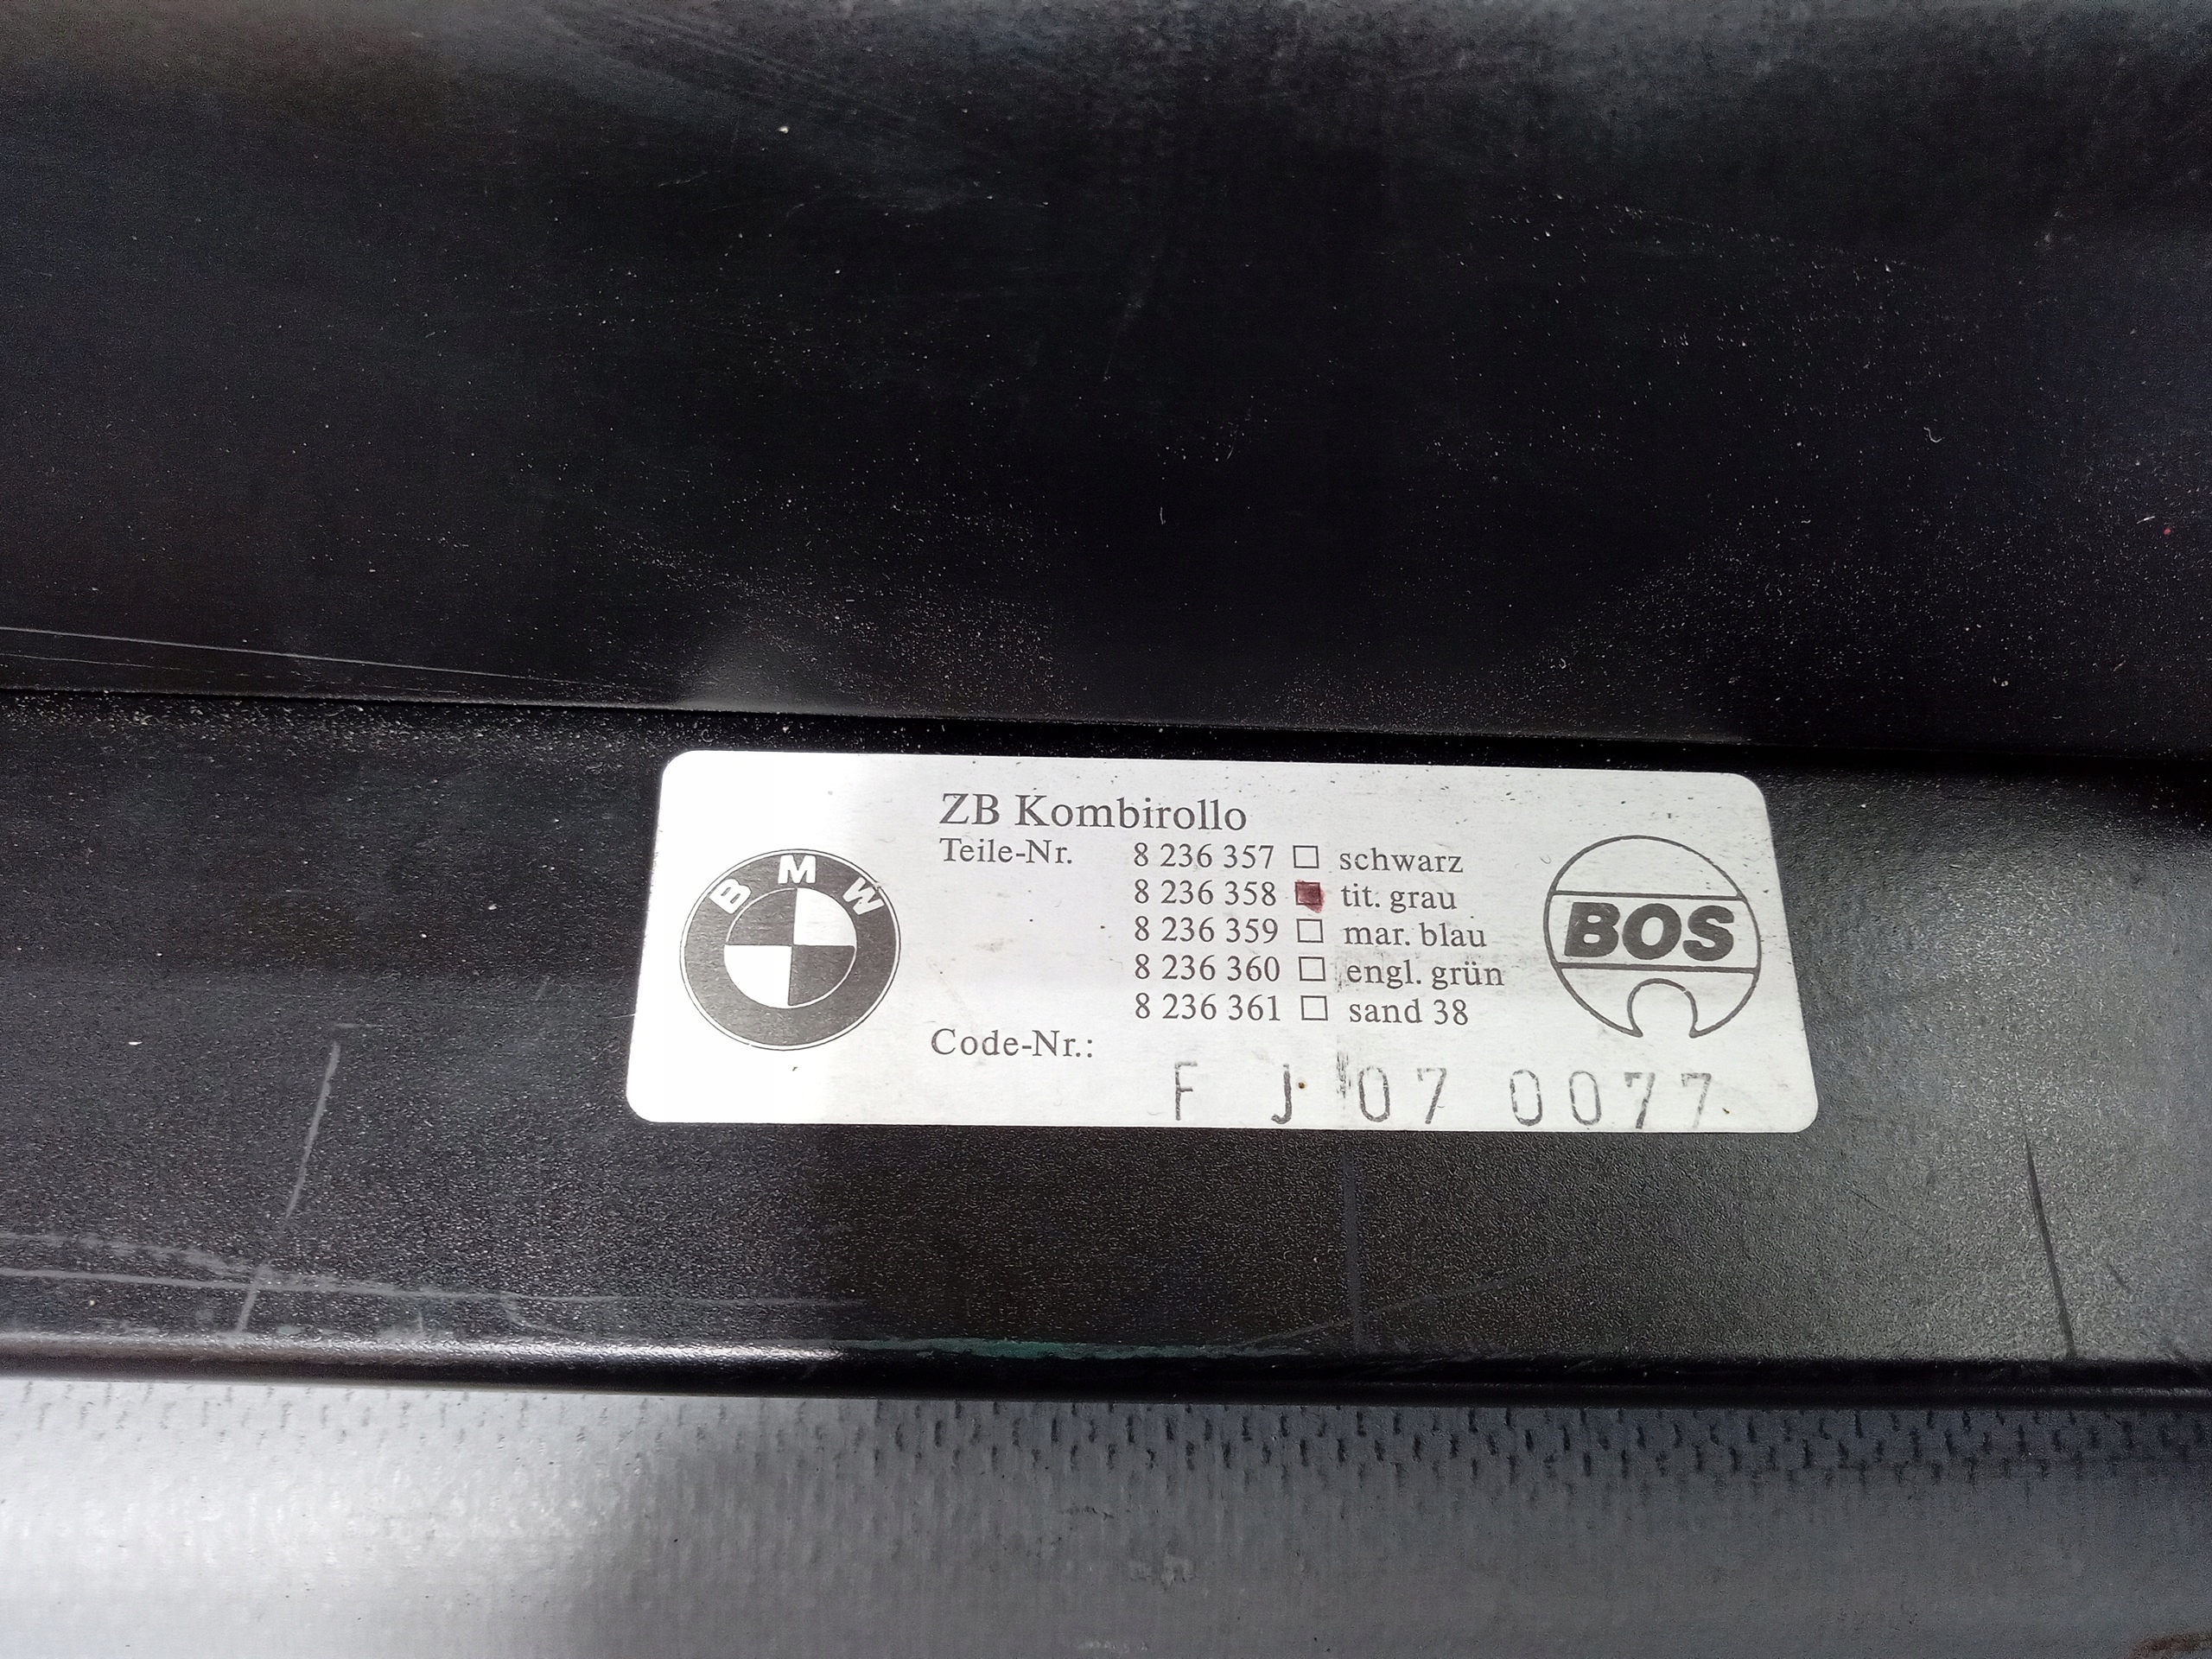 ZB Kombirollo
Teile-Nr. 8 236 357 □ schwarz
8 236 358 ■ tit. grau
8 236 359 □ mar. blau
8 236 360 □ engl. grün
8 236 361 □ sand 38
Code-Nr.:
F J 07 0077
BMW
BOS